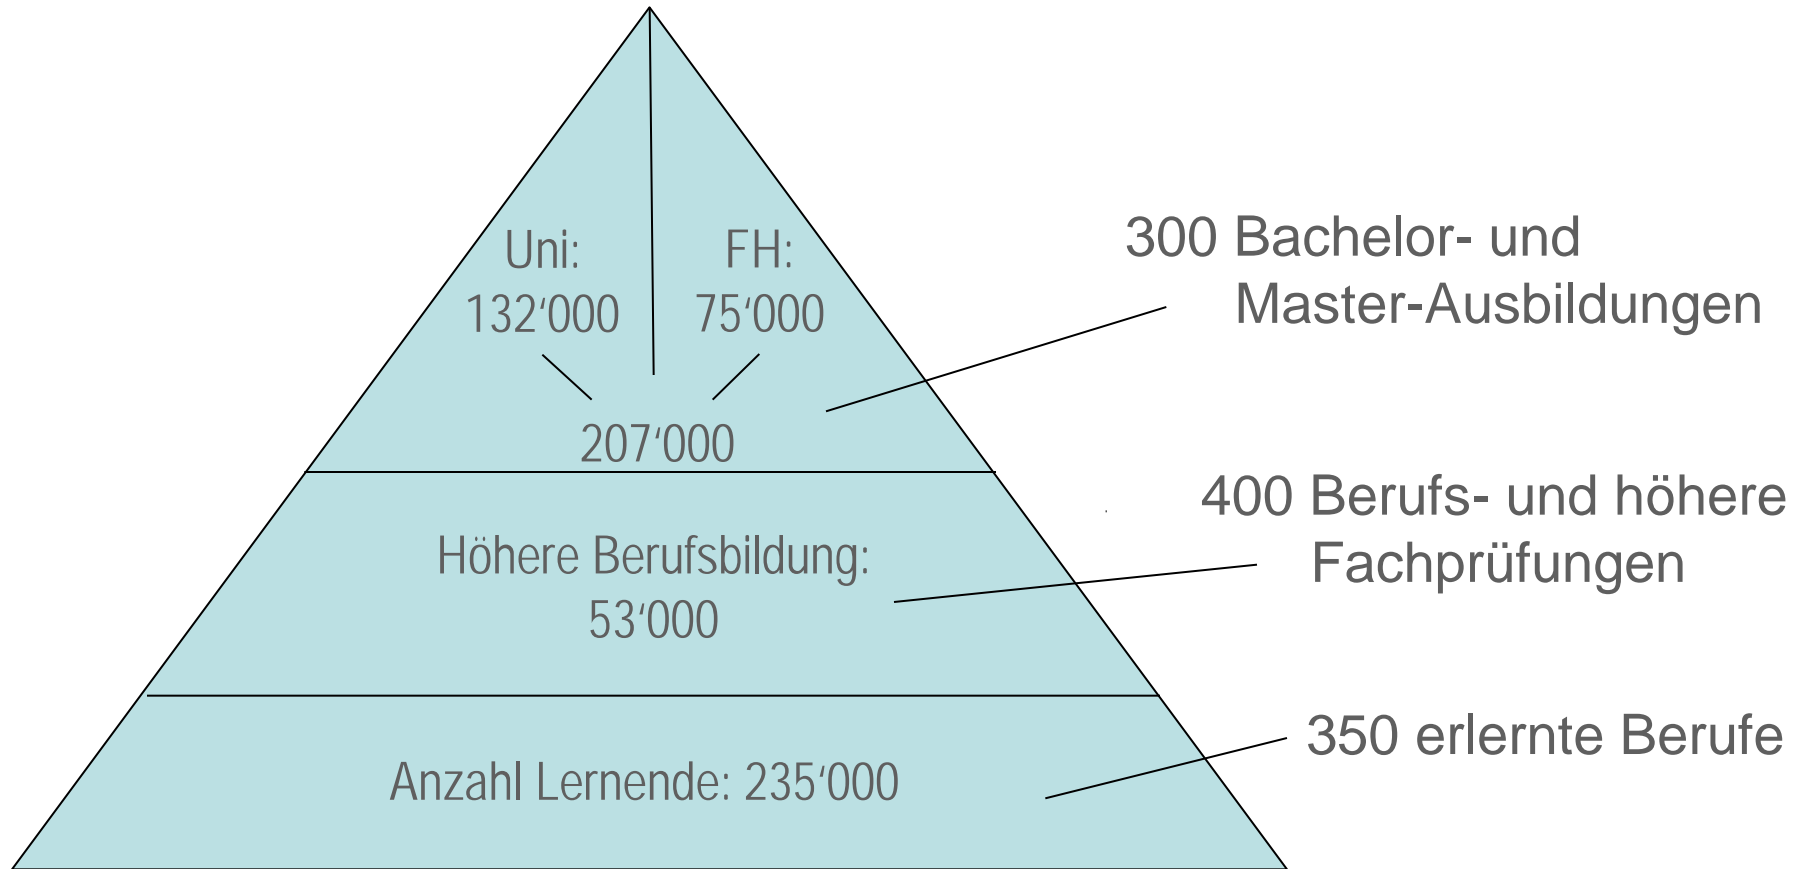 Uni:
132‘000
FH:
75‘000
207‘000
300 Bachelor- und
Master-Ausbildungen
Höhere Berufsbildung:
53‘000
400 Berufs- und höhere
Fachprüfungen
Anzahl Lernende: 235‘000
350 erlernte Berufe